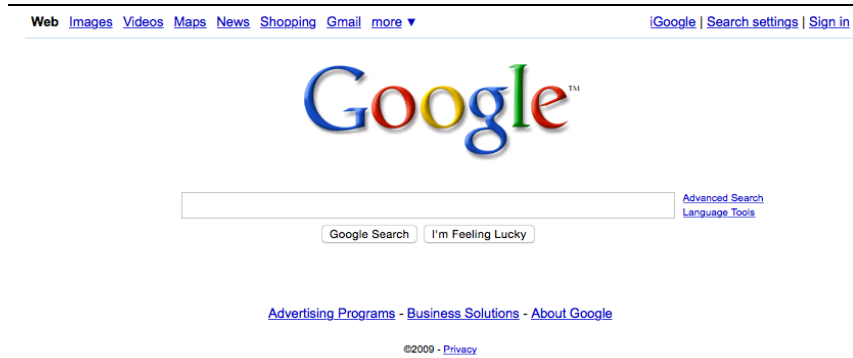 Web Images Videos Maps News Shopping Gmail more ▼ iGoogle | Search settings | Sign in
Google™
Advanced Search
Language Tools
Google Search I'm Feeling Lucky
Advertising Programs - Business Solutions - About Google
©2009 - Privacy